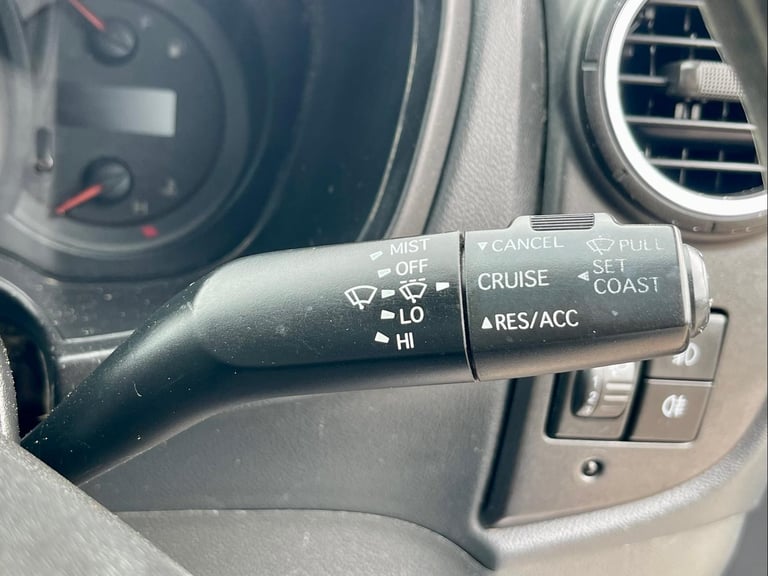 MIST
OFF
LO
HI
CANCEL
PULL
CRUISE
SET
COAST
RES/ACC
H